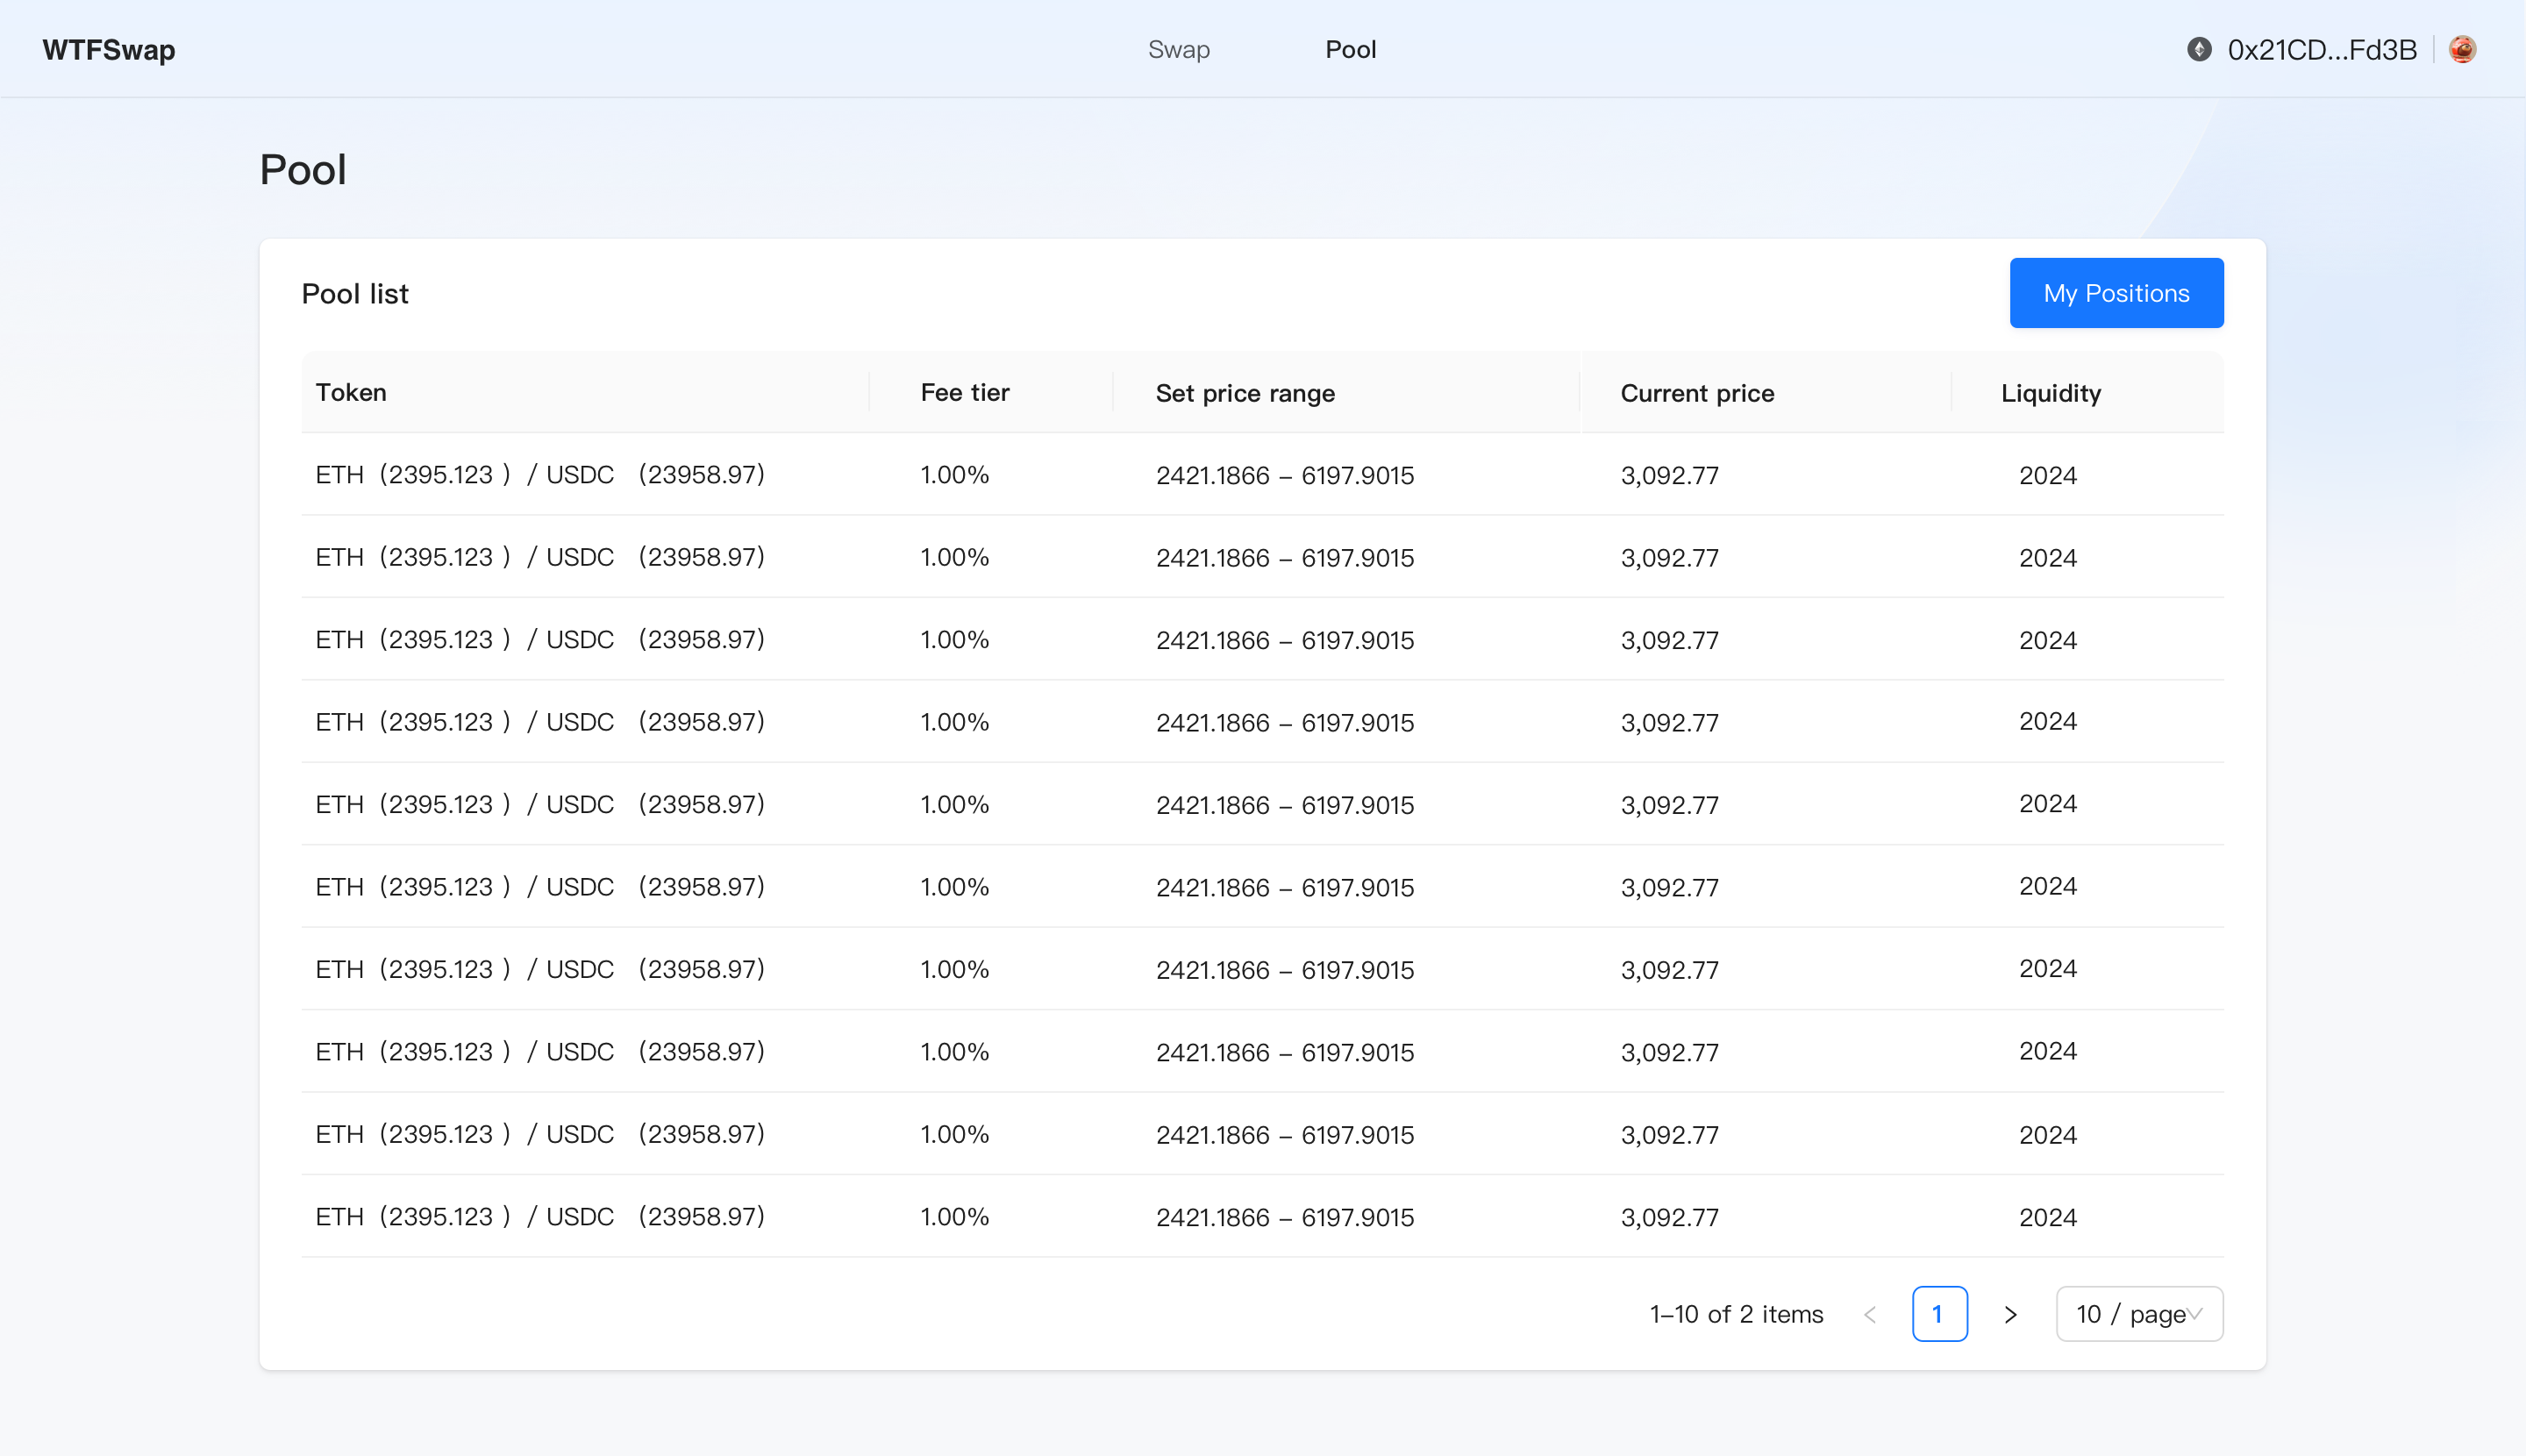 WTFSwap Swap Pool 0x21CD...Fd3B
Pool
Pool list My Positions
Token Fee tier Set price range Current price Liquidity
ETH (2395.123 ) / USDC (23958.97) 1.00% 2421.1866 – 6197.9015 3,092.77 2024
ETH (2395.123 ) / USDC (23958.97) 1.00% 2421.1866 – 6197.9015 3,092.77 2024
ETH (2395.123 ) / USDC (23958.97) 1.00% 2421.1866 – 6197.9015 3,092.77 2024
ETH (2395.123 ) / USDC (23958.97) 1.00% 2421.1866 – 6197.9015 3,092.77 2024
ETH (2395.123 ) / USDC (23958.97) 1.00% 2421.1866 – 6197.9015 3,092.77 2024
ETH (2395.123 ) / USDC (23958.97) 1.00% 2421.1866 – 6197.9015 3,092.77 2024
ETH (2395.123 ) / USDC (23958.97) 1.00% 2421.1866 – 6197.9015 3,092.77 2024
ETH (2395.123 ) / USDC (23958.97) 1.00% 2421.1866 – 6197.9015 3,092.77 2024
ETH (2395.123 ) / USDC (23958.97) 1.00% 2421.1866 – 6197.9015 3,092.77 2024
ETH (2395.123 ) / USDC (23958.97) 1.00% 2421.1866 – 6197.9015 3,092.77 2024
1–10 of 2 items < 1 > 10 / page